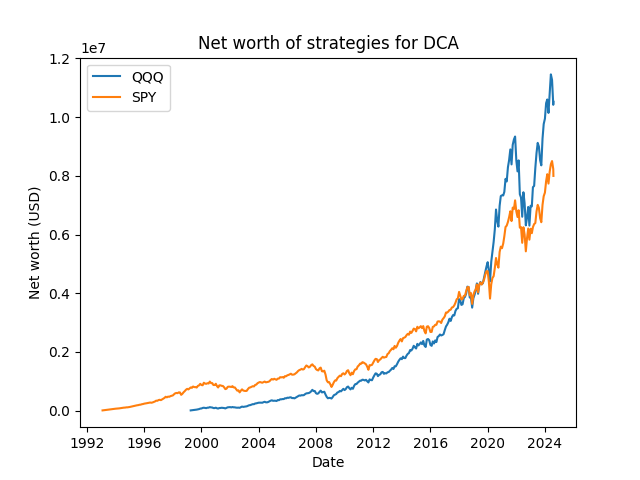 Net worth of strategies for DCA
1e7
QQQ
SPY
Net worth (USD)
1.2
1.0
0.8
0.6
0.4
0.2
0.0
1992 1996 2000 2004 2008 2012 2016 2020 2024
Date